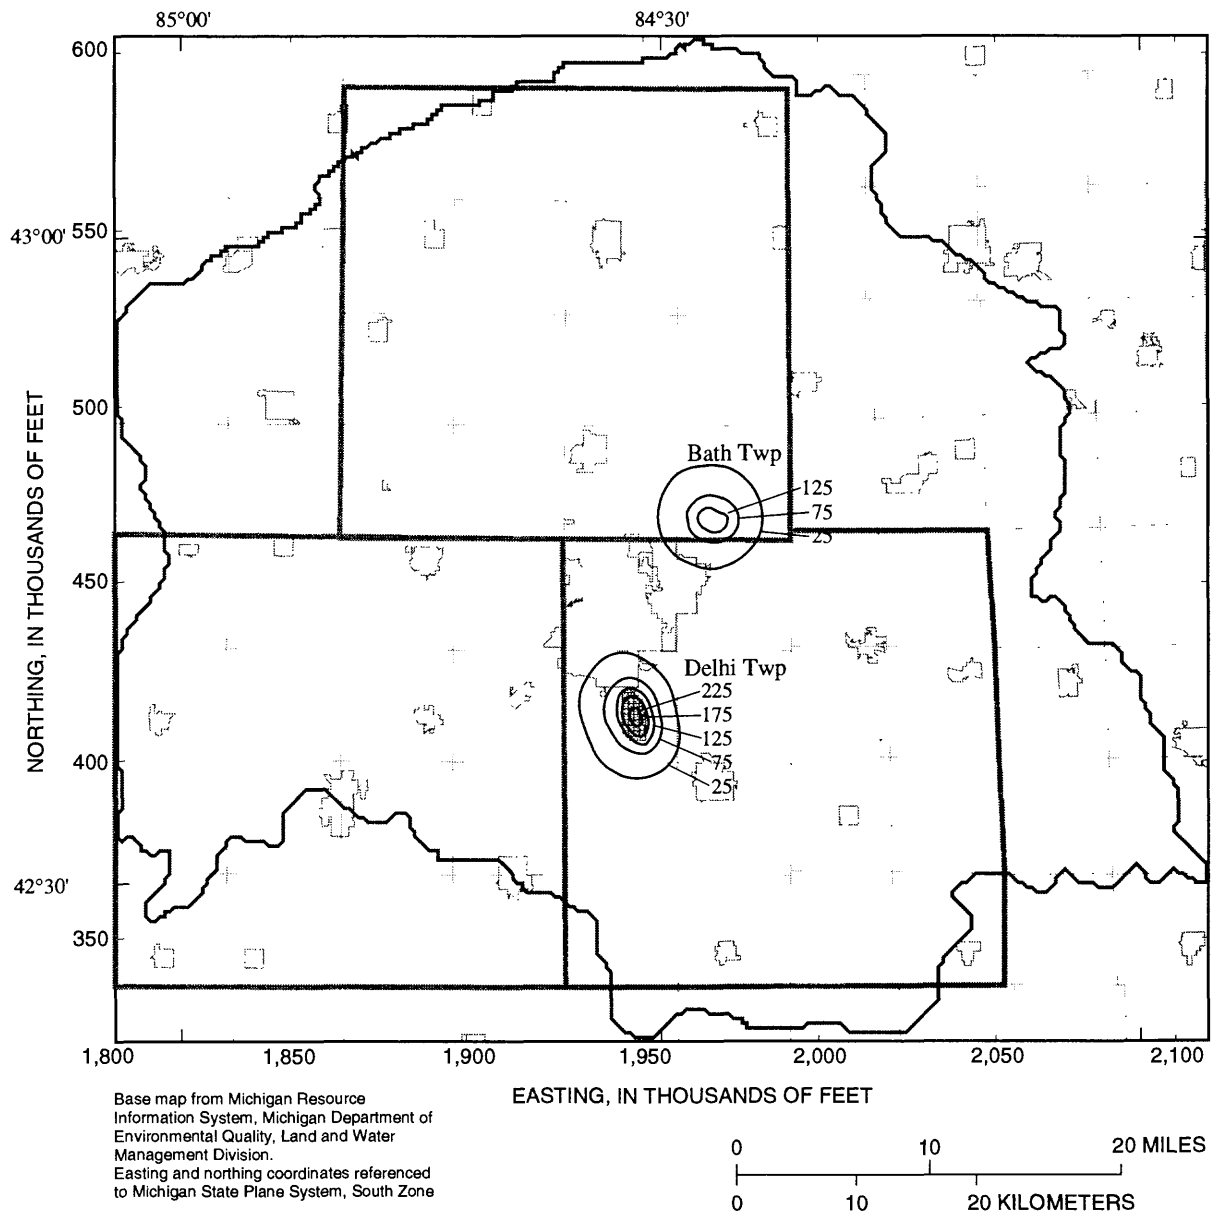 85°00' 84°30'
600
550
43°00'
500
450
400
42°30'
350
NORTHING, IN THOUSANDS OF FEET
Bath Twp
125
75
25
Delhi Twp
225
175
125
75
25
1,800 1,850 1,900 1,950 2,000 2,050 2,100
EASTING, IN THOUSANDS OF FEET
Base map from Michigan Resource
Information System, Michigan Department of
Environmental Quality, Land and Water
Management Division.
Easting and northing coordinates referenced
to Michigan State Plane System, South Zone
0 10 20 MILES
0 10 20 KILOMETERS